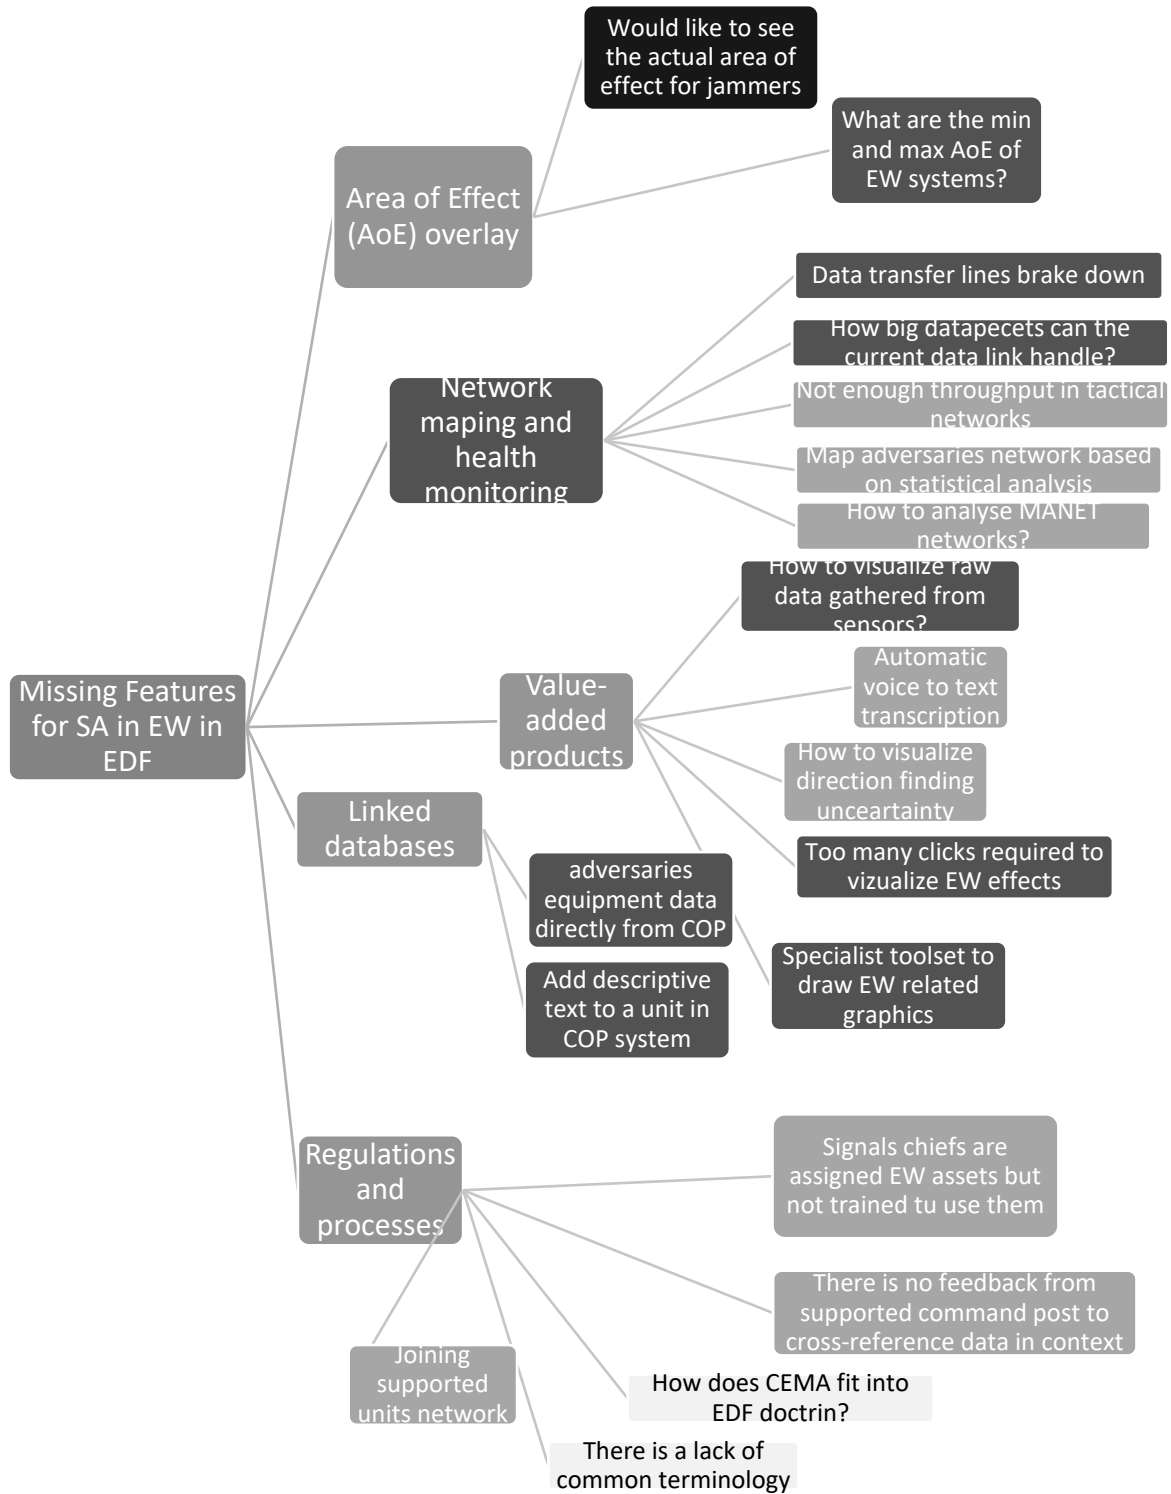 Would like to see
the actual area of
effect for jammers
What are the min
and max AoE of
EW systems?
Area of Effect
(AoE) overlay
Data transfer lines brake down
How big datapecets can the
current data link handle?
Not enough throughput in tactical
networks
Map adversaries network based
on statistical analysis
How to analyse MANET
networks?
Network
maping and
health
monitoring
How to visualize raw
data gathered from
sensors?
Automatic
voice to text
transcription
How to visualize
direction finding
unceartainty
Too many clicks required to
vizualize EW effects
Specialist toolset to
draw EW related
graphics
Value-
added
products
Missing Features
for SA in EW in
EDF
Linked
databases
adversaries
equipment data
directly from COP
Add descriptive
text to a unit in
COP system
Regulations
and
processes
Signals chiefs are
assigned EW assets but
not trained tu use them
There is no feedback from
supported command post to
cross-reference data in context
How does CEMA fit into
EDF doctrin?
There is a lack of
common terminology
Joining
supported
units network